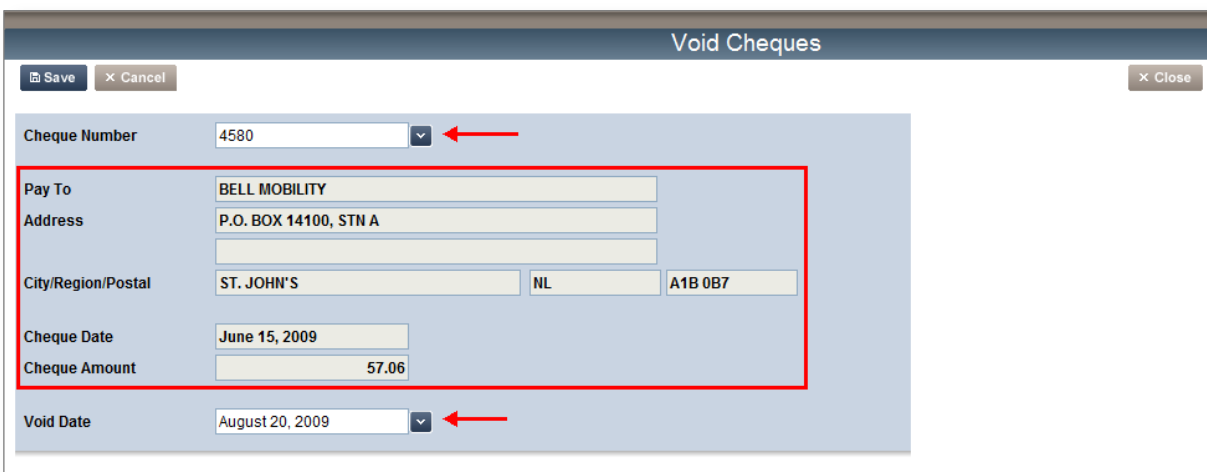 Void Cheques
Save Cancel Close
Cheque Number 4580
Pay To BELL MOBILITY
Address P.O. BOX 14100, STN A
City/Region/Postal ST. JOHN'S NL A1B 0B7
Cheque Date June 15, 2009
Cheque Amount 57.06
Void Date August 20, 2009